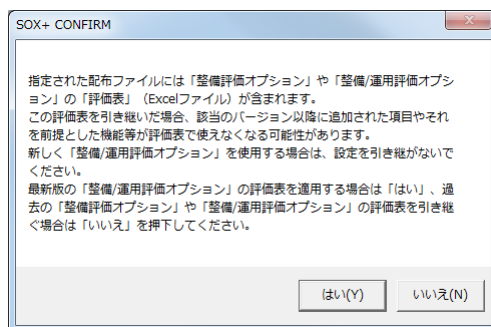 SOX+ CONFIRM
指定された配布ファイルには「整備評価オプション」や「整備/運用評価オプシ
ョン」の「評価表」（Excelファイル）が含まれます。
この評価表を引き継いだ場合、該当のバージョン以降に追加された項目やそれ
を前提とした機能等が評価表で使えなくなる可能性があります。
新しく「整備/運用評価オプション」を使用する場合は、設定を引き継がないで
ください。
最新版の「整備/運用評価オプション」の評価表を適用する場合は「はい」、過
去の「整備評価オプション」や「整備/運用評価オプション」の評価表を引き継
ぐ場合は「いいえ」を押下してください。
はい(Y)
いいえ(N)